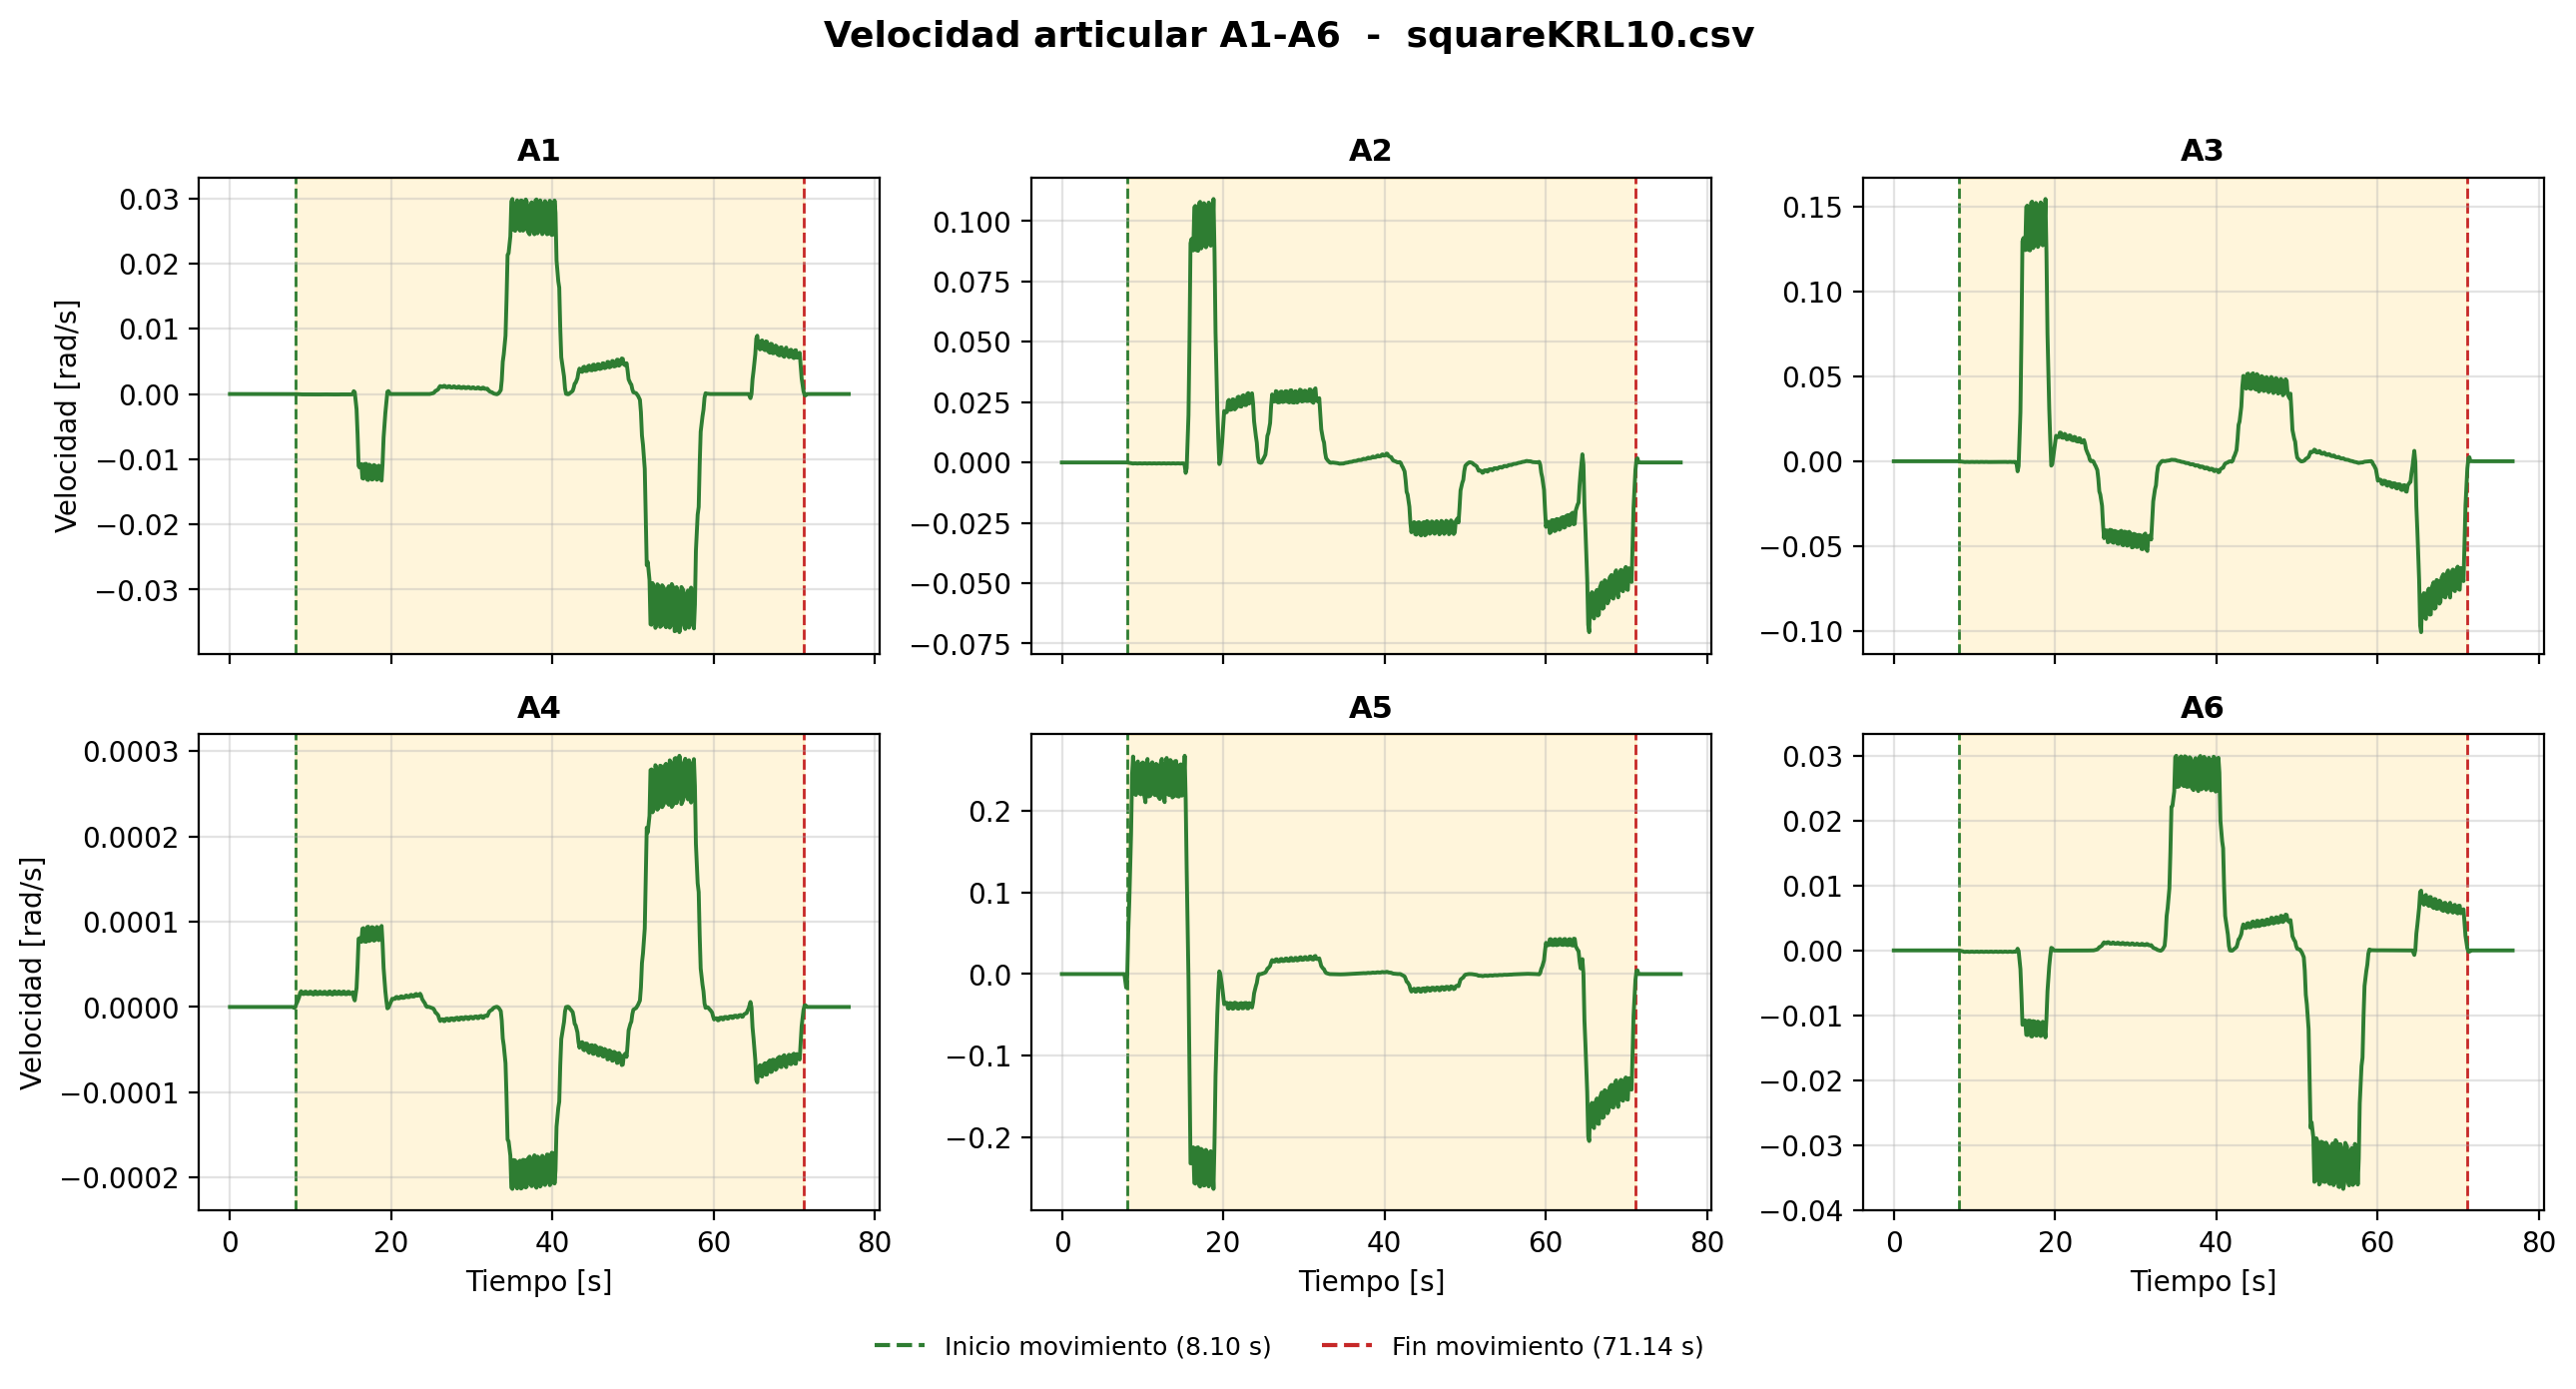 Velocidad articular A1-A6  -  squareKRL10.csv
A1
A2
A3
Velocidad [rad/s]
0.03
0.02
0.01
0.00
−0.01
−0.02
−0.03
0.100
0.075
0.050
0.025
0.000
−0.025
−0.050
−0.075
0.15
0.10
0.05
0.00
−0.05
−0.10
A4
A5
A6
Velocidad [rad/s]
0.0003
0.0002
0.0001
0.0000
−0.0001
−0.0002
0 20 40 60 80
Tiempo [s]
0.2
0.1
0.0
−0.1
−0.2
0 20 40 60 80
Tiempo [s]
0.03
0.02
0.01
0.00
−0.01
−0.02
−0.03
−0.04
0 20 40 60 80
Tiempo [s]
Inicio movimiento (8.10 s)
Fin movimiento (71.14 s)